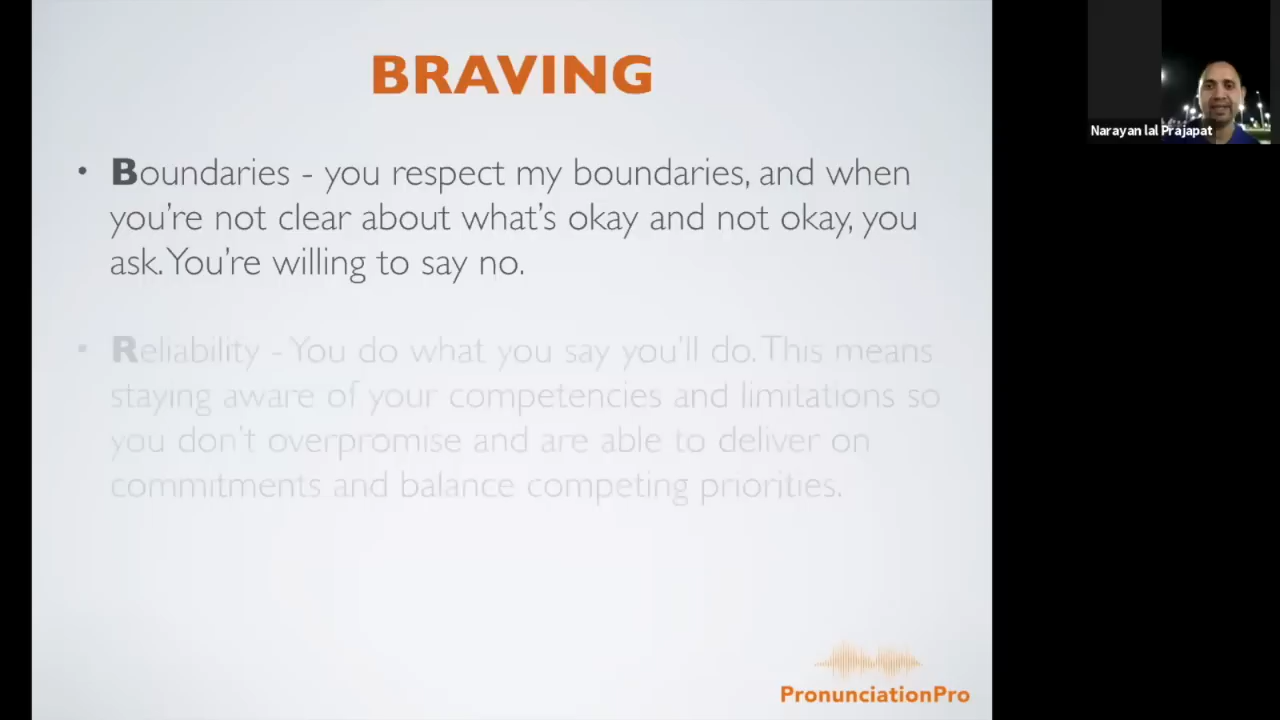 BRAVING
• Boundaries - you respect my boundaries, and when
you're not clear about what's okay and not okay, you
ask. You're willing to say no.
• Reliability - You do what you say you'll do. This means
staying aware of your competencies and limitations so
you don't overpromise and are able to deliver on
commitments and balance competing priorities.
PronunciationPro
Narayan lal Prajapat